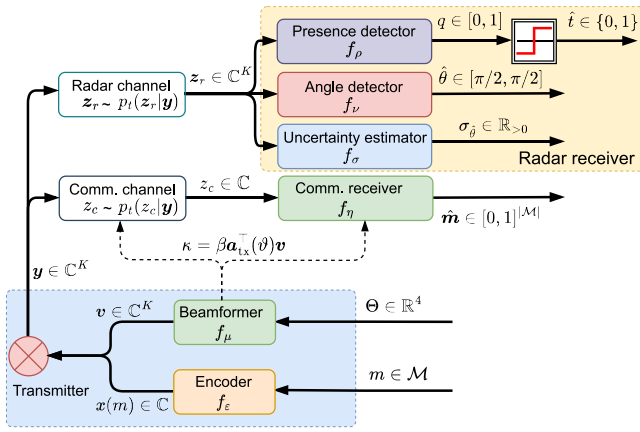 Presence detector
f_ρ
q ∈ [0, 1]
t̂ ∈ {0, 1}
z_r ∈ ℂ^K
Radar channel
z_r ~ p_t(z_r|y)
Angle detector
f_ν
θ̂ ∈ [π/2, π/2]
Uncertainty estimator
f_σ
σ_θ̂ ∈ ℝ_{>0}
Radar receiver
Comm. channel
z_c ~ p_t(z_c|y)
z_c ∈ ℂ
Comm. receiver
f_η
m̂ ∈ [0, 1]^{|ℳ|}
κ = βa_tx^⊤(ϑ)v
y ∈ ℂ^K
v ∈ ℂ^K
Beamformer
f_μ
Θ ∈ ℝ^4
Transmitter
x(m) ∈ ℂ
Encoder
f_ε
m ∈ ℳ